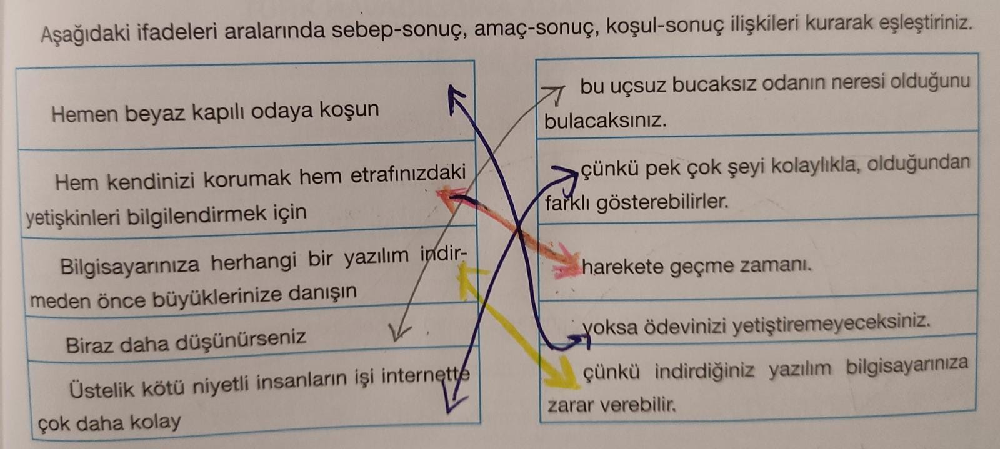 Aşağıdaki ifadeleri aralarında sebep-sonuç, amaç-sonuç, koşul-sonuç ilişkileri kurarak eşleştiriniz.
Hemen beyaz kapılı odaya koşun
Hem kendinizi korumak hem etrafınızdaki
yetişkinleri bilgilendirmek için
Bilgisayarınıza herhangi bir yazılım indir-
meden önce büyüklerinize danışın
Biraz daha düşünürseniz
Üstelik kötü niyetli insanların işi internette
çok daha kolay
bu uçsuz bucaksız odanın neresi olduğunu
bulacaksınız.
çünkü pek çok şeyi kolaylıkla, olduğundan
farklı gösterebilirler.
harekete geçme zamanı.
yoksa ödevinizi yetiştiremeyeceksiniz.
çünkü indirdiğiniz yazılım bilgisayarınıza
zarar verebilir.